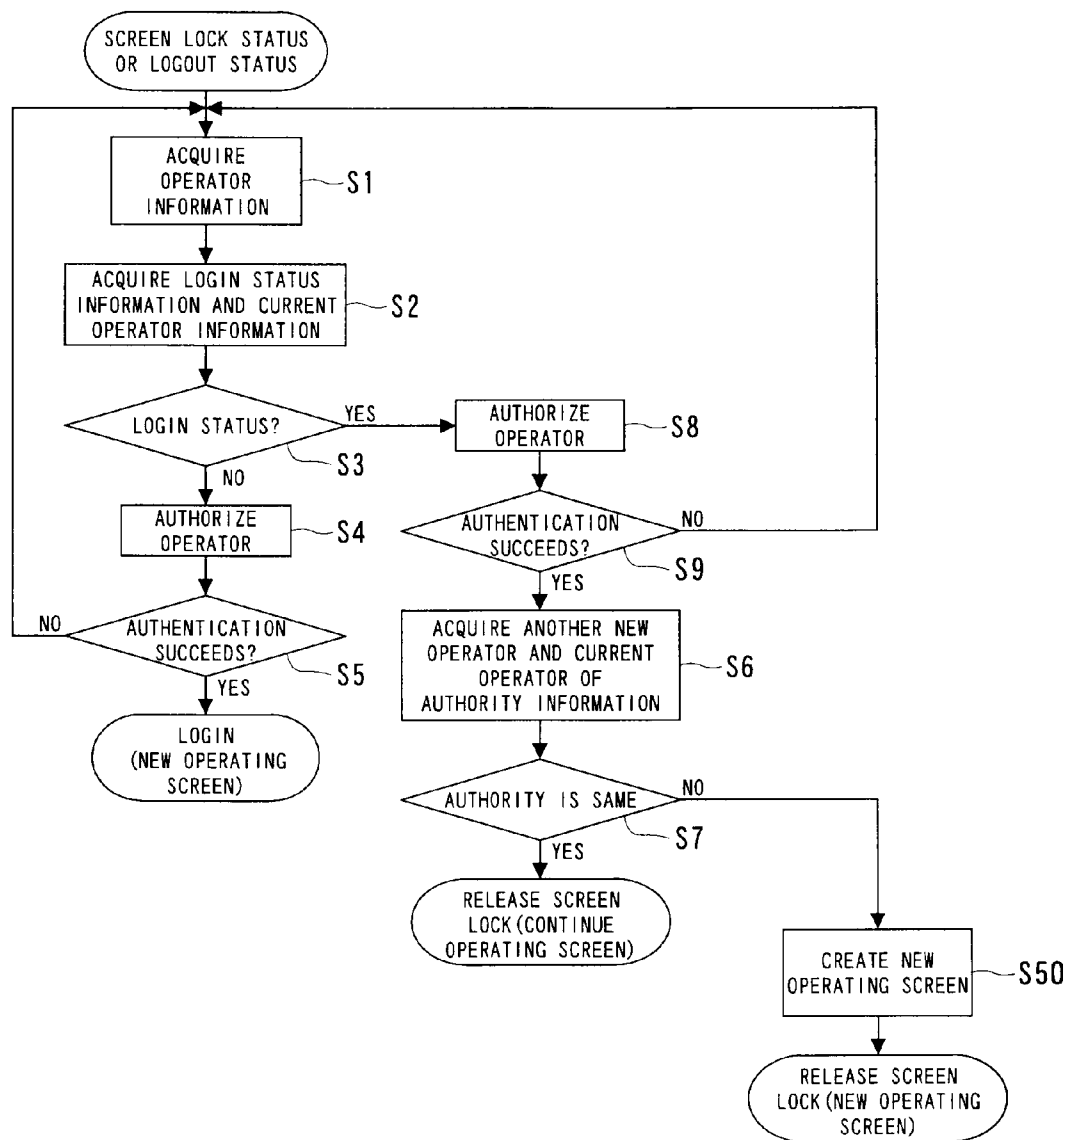 SCREEN LOCK STATUS
OR LOGOUT STATUS
ACQUIRE
OPERATOR
INFORMATION
S1
ACQUIRE LOGIN STATUS
INFORMATION AND CURRENT
OPERATOR INFORMATION
S2
LOGIN STATUS?
S3
YES
NO
AUTHORIZE
OPERATOR
S8
AUTHORIZE
OPERATOR
S4
AUTHENTICATION
SUCCEEDS?
S9
NO
YES
AUTHENTICATION
SUCCEEDS?
S5
NO
YES
LOGIN
(NEW OPERATING
SCREEN)
ACQUIRE ANOTHER NEW
OPERATOR AND CURRENT
OPERATOR OF
AUTHORITY INFORMATION
S6
AUTHORITY IS SAME
S7
NO
YES
RELEASE SCREEN
LOCK(CONTINUE
OPERATING SCREEN)
CREATE NEW
OPERATING SCREEN
S50
RELEASE SCREEN
LOCK(NEW OPERATING
SCREEN)